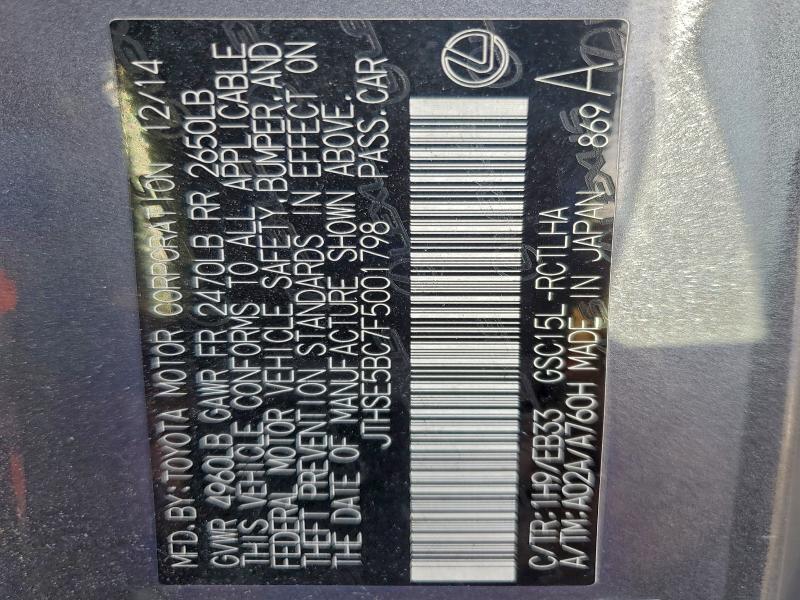 MFD. BY: TOYOTA MOTOR CORPORATION 12/14
GVWR 4960LB GAWR FR 2470LB RR 2650LB
THIS VEHICLE CONFORMS TO ALL APPLICABLE
FEDERAL MOTOR VEHICLE SAFETY, BUMPER, AND
THEFT PREVENTION STANDARDS IN EFFECT ON
THE DATE OF MANUFACTURE SHOWN ABOVE.
JTHSE5BC7F5001798 PASS. CAR
C/TR: 1H9/EB33 GSC15L-RCTLHA
A/TM: A02A/A760H MADE IN JAPAN 869 A